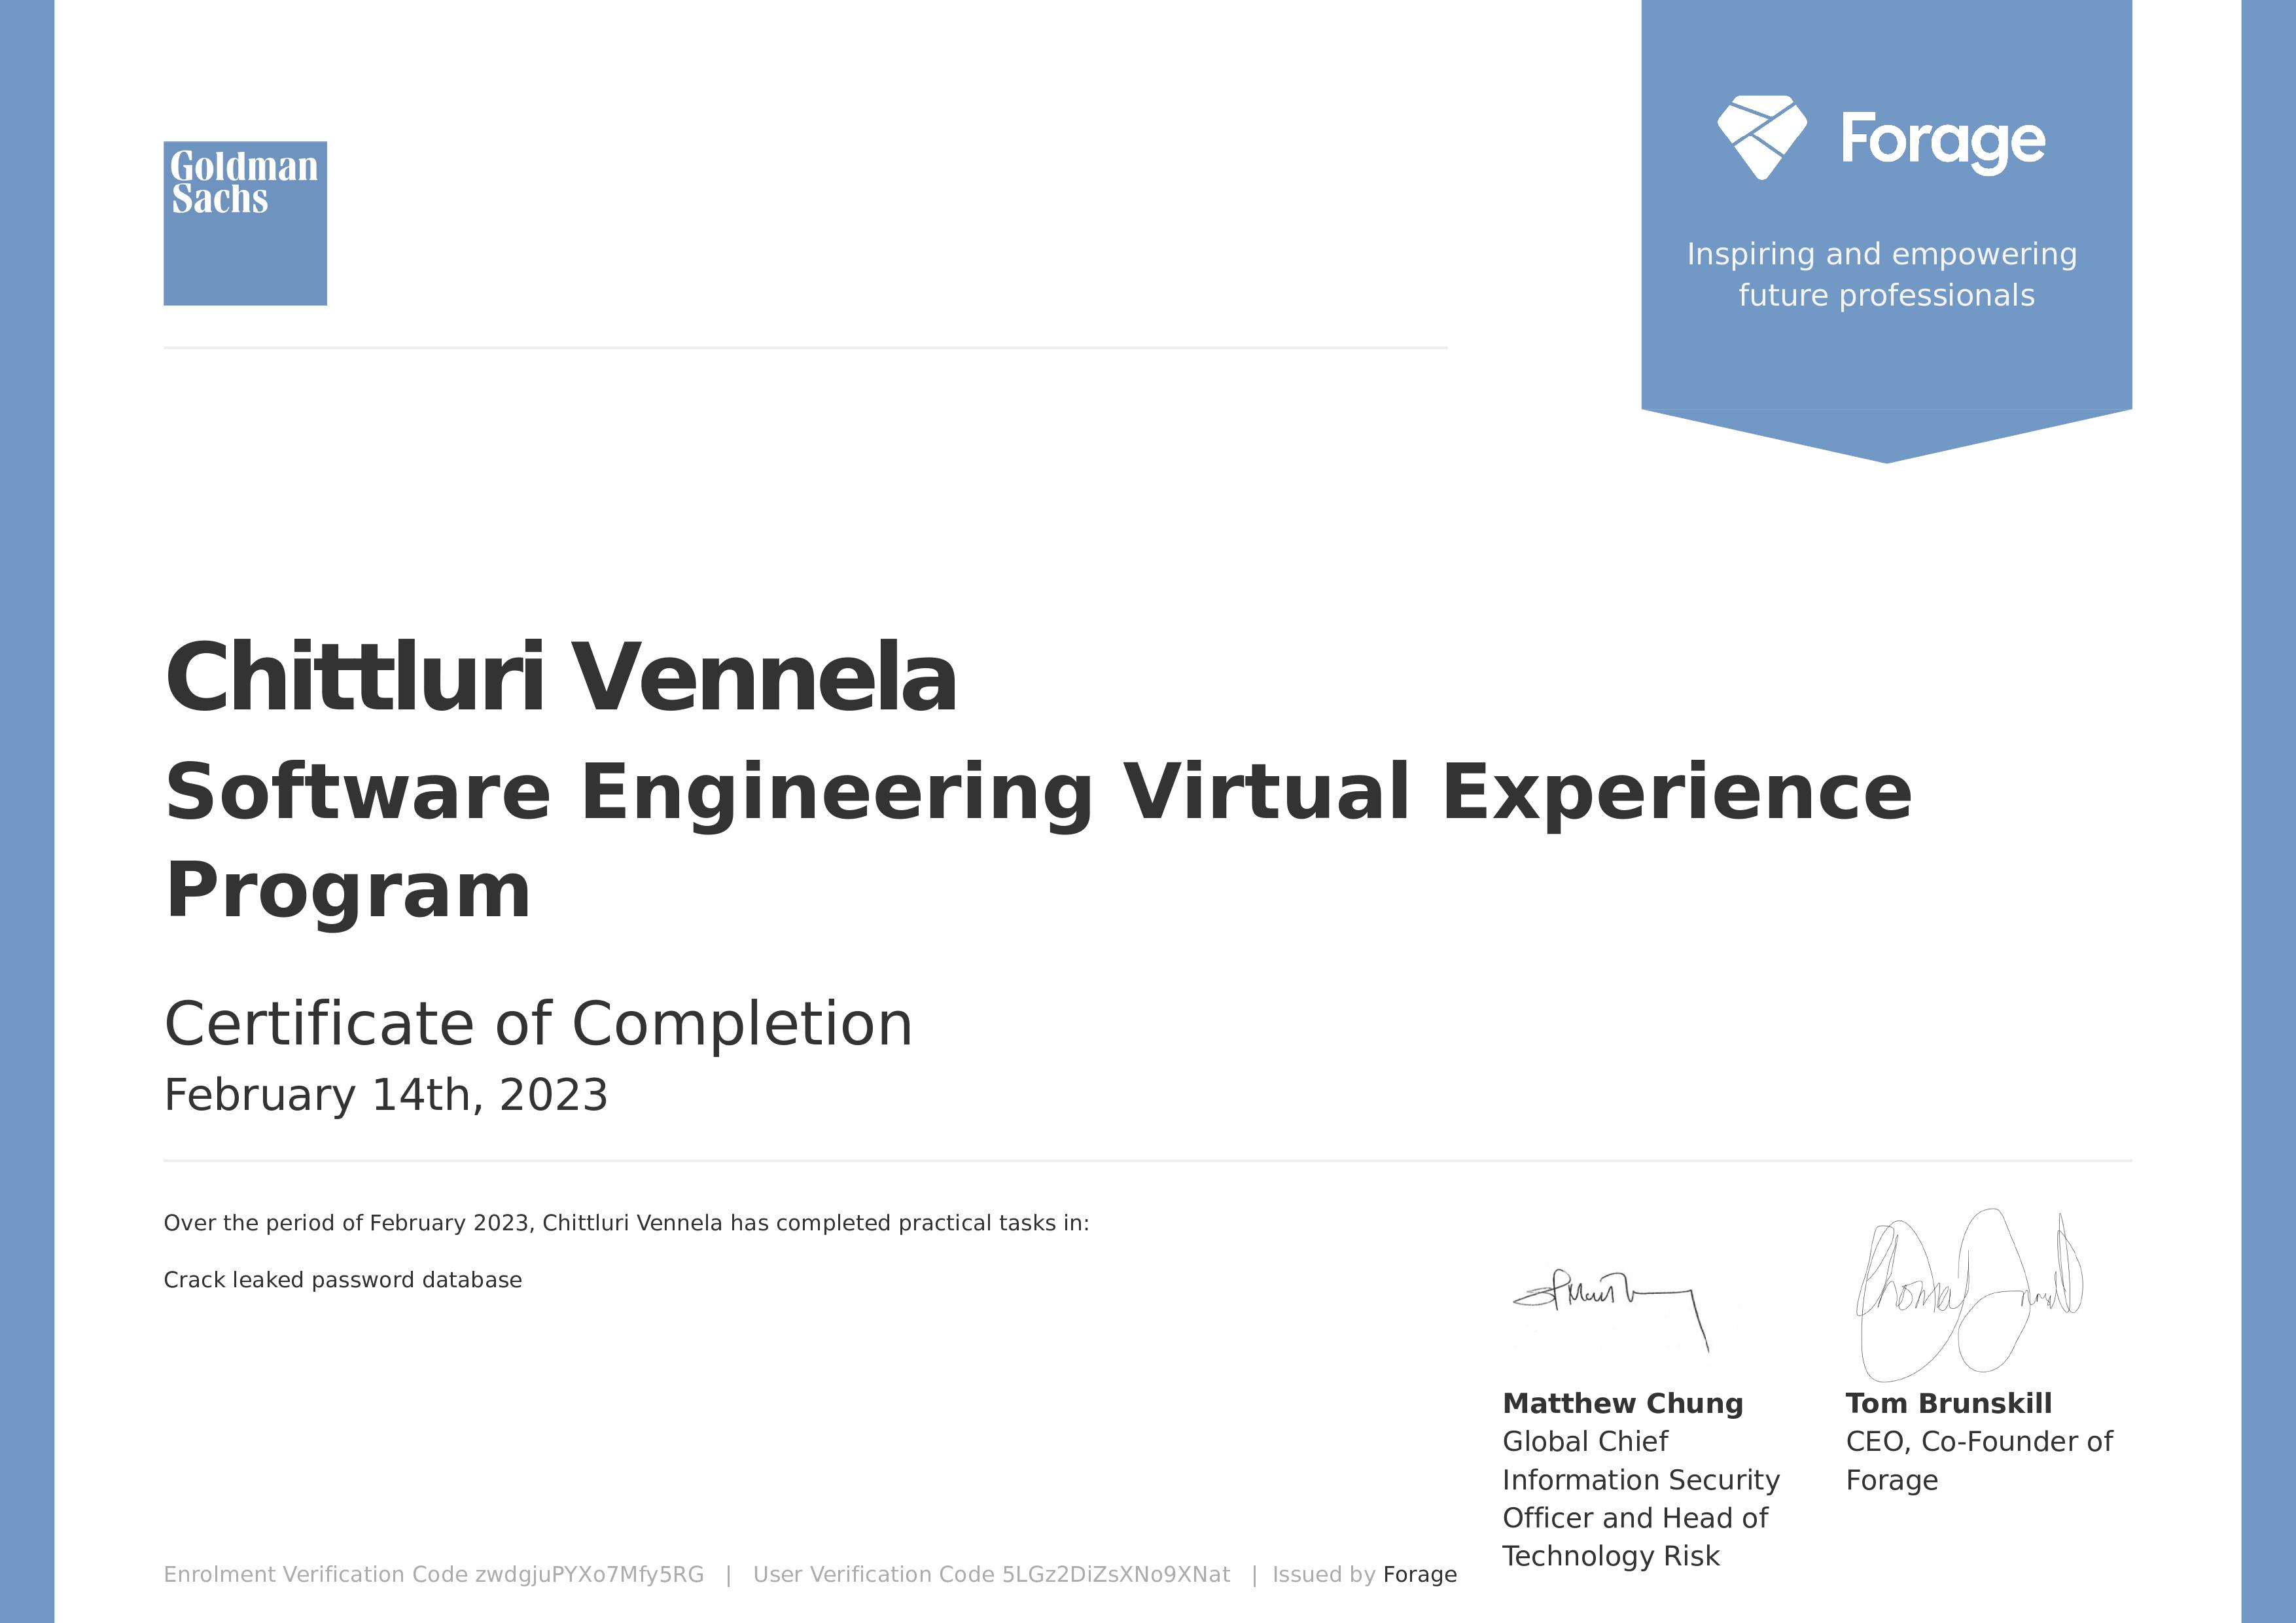 Goldman
Sachs
Forage
Inspiring and empowering
future professionals
Chittluri Vennela
Software Engineering Virtual Experience
Program
Certificate of Completion
February 14th, 2023
Over the period of February 2023, Chittluri Vennela has completed practical tasks in:
Crack leaked password database
Matthew Chung
Global Chief
Information Security
Officer and Head of
Technology Risk
Tom Brunskill
CEO, Co-Founder of
Forage
Enrolment Verification Code zwdgjuPYXo7Mfy5RG | User Verification Code 5LGz2DiZsXNo9XNat | Issued by Forage